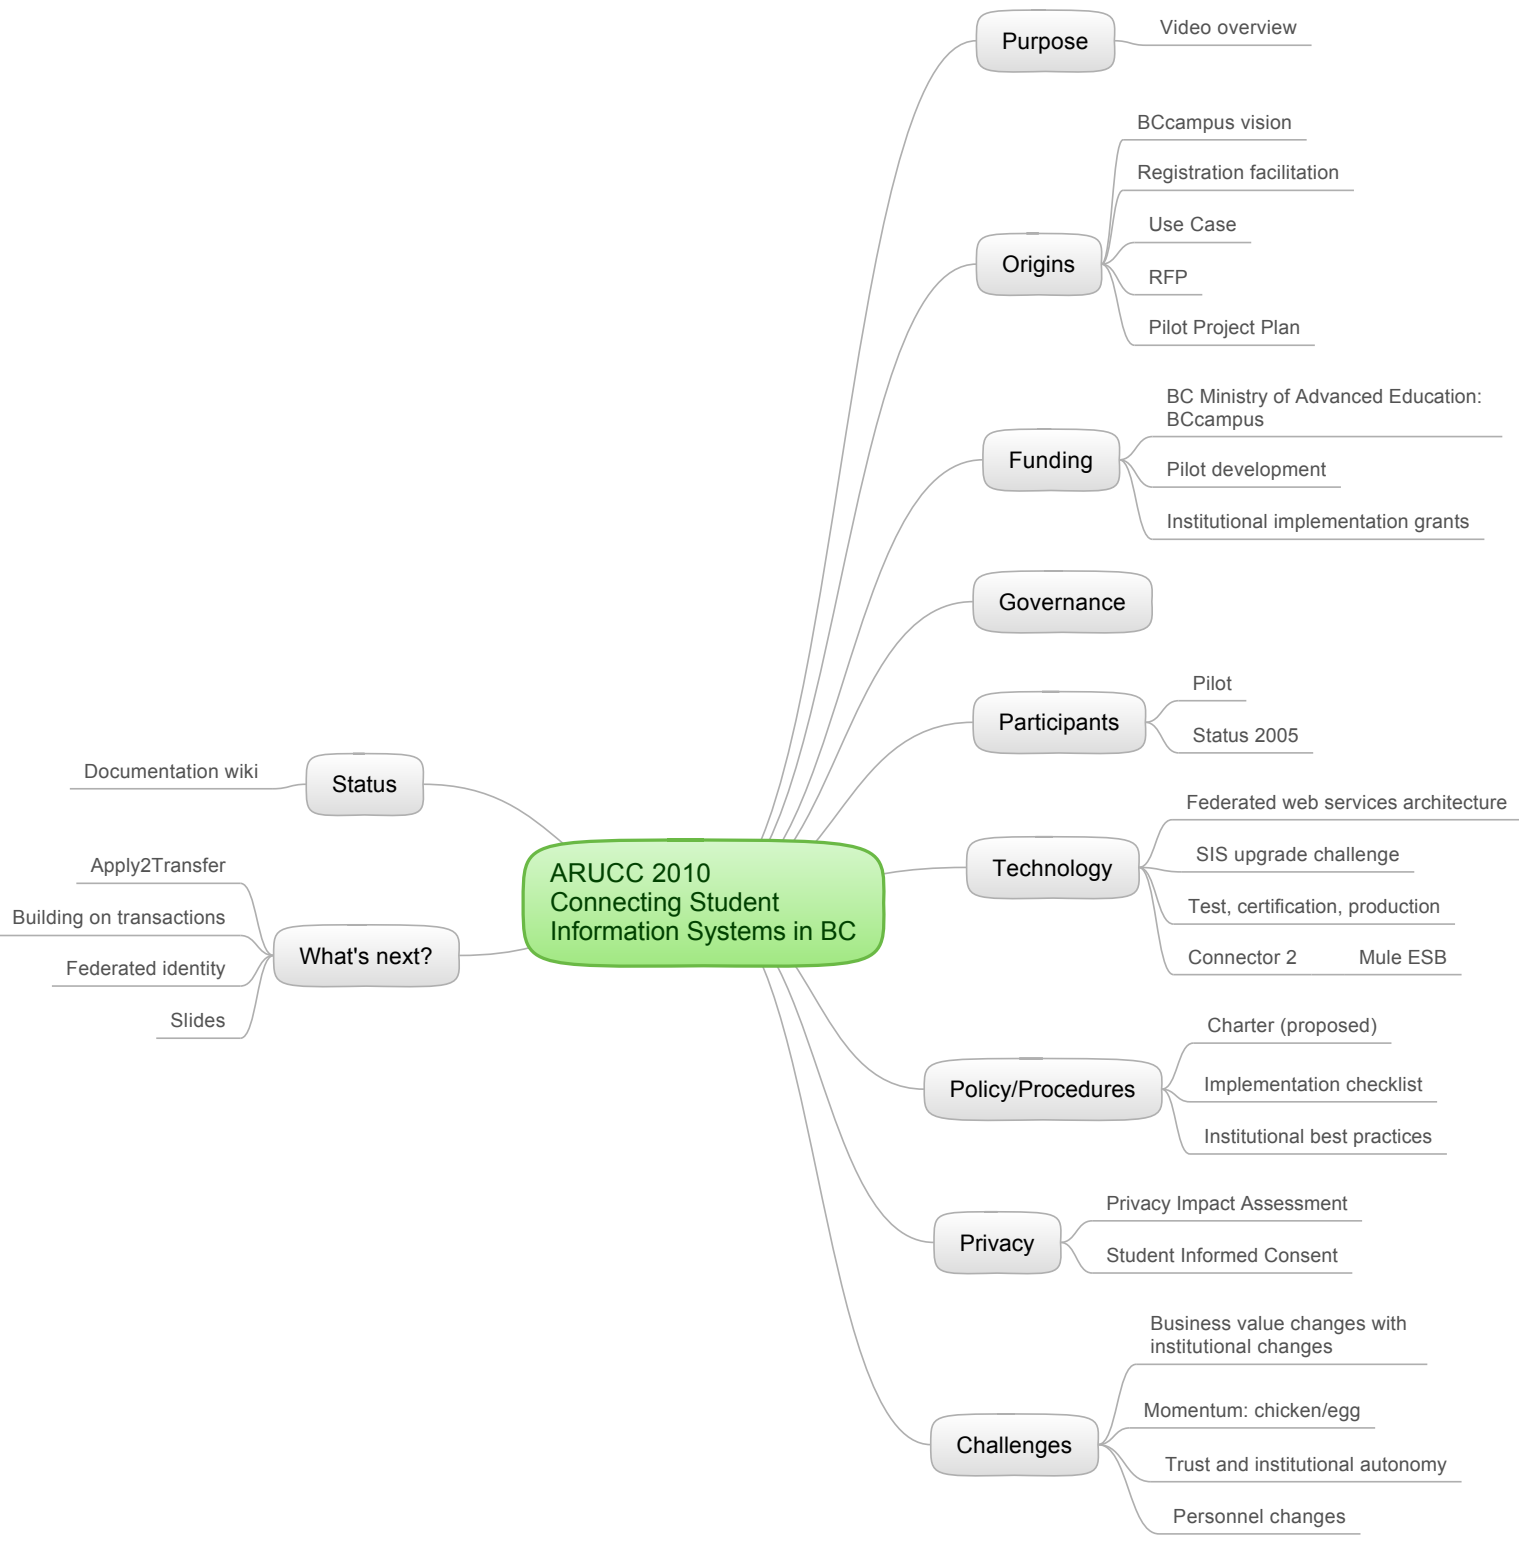 ARUCC 2010
Connecting Student
Information Systems in BC
Purpose
Video overview
Origins
BCcampus vision
Registration facilitation
Use Case
RFP
Pilot Project Plan
Funding
BC Ministry of Advanced Education:
BCcampus
Pilot development
Institutional implementation grants
Governance
Participants
Pilot
Status 2005
Technology
Federated web services architecture
SIS upgrade challenge
Test, certification, production
Connector 2
Mule ESB
Policy/Procedures
Charter (proposed)
Implementation checklist
Institutional best practices
Privacy
Privacy Impact Assessment
Student Informed Consent
Challenges
Business value changes with
institutional changes
Momentum: chicken/egg
Trust and institutional autonomy
Personnel changes
Status
Documentation wiki
What's next?
Apply2Transfer
Building on transactions
Federated identity
Slides